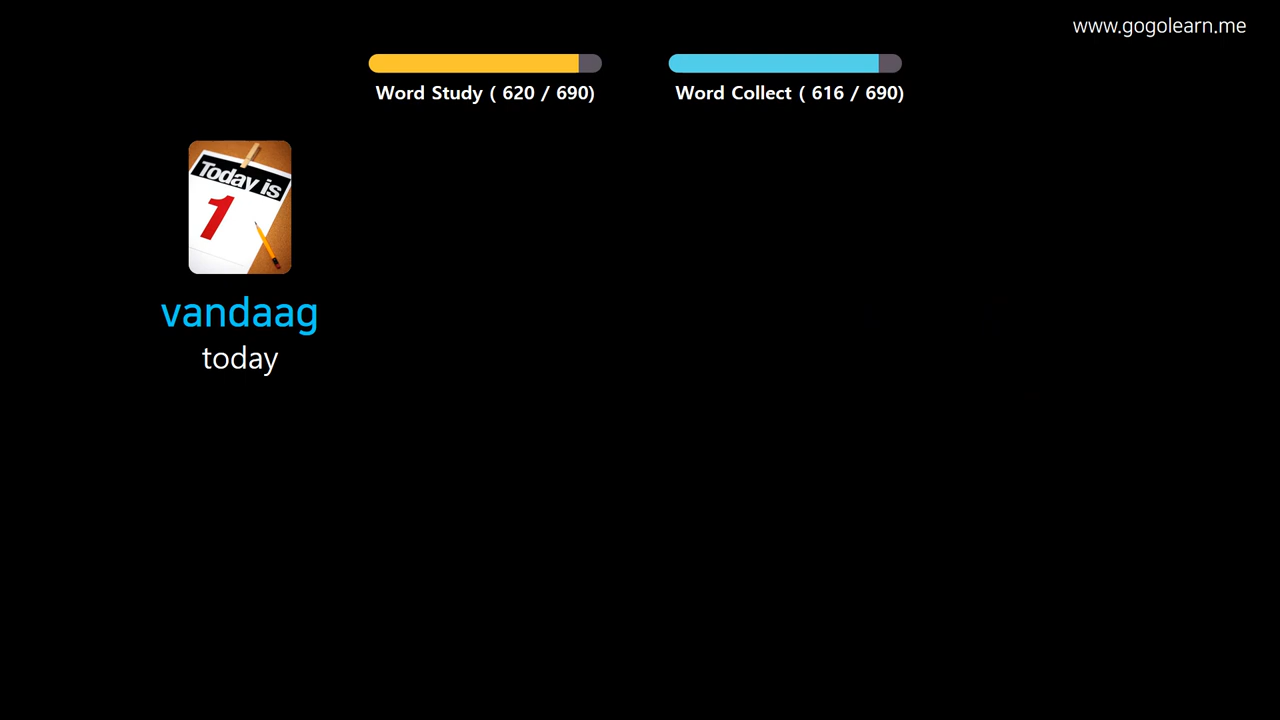 www.gogolearn.me
Word Study ( 620 / 690)
Word Collect ( 616 / 690)
Today is
1
vandaag
today